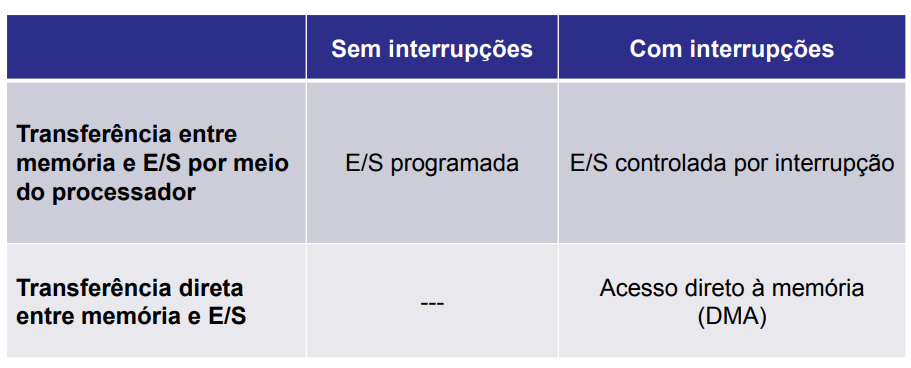 Sem interrupções
Com interrupções
Transferência entre
memória e E/S por meio
do processador
E/S programada
E/S controlada por interrupção
Transferência direta
entre memória e E/S
---
Acesso direto à memória
(DMA)